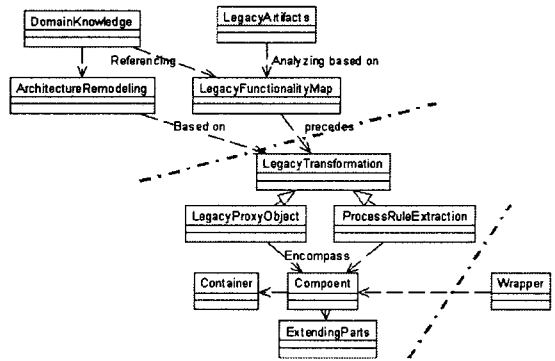 DomainKnowledge
LegacyArtifacts
Referencing
Analyzing based on
ArchitectureRemodeling
LegacyFunctionalityMap
Based on
precedes
LegacyTransformation
LegacyProxyObject
ProcessRuleExtraction
Encompass
Container
Compoent
Wrapper
ExtendingParts